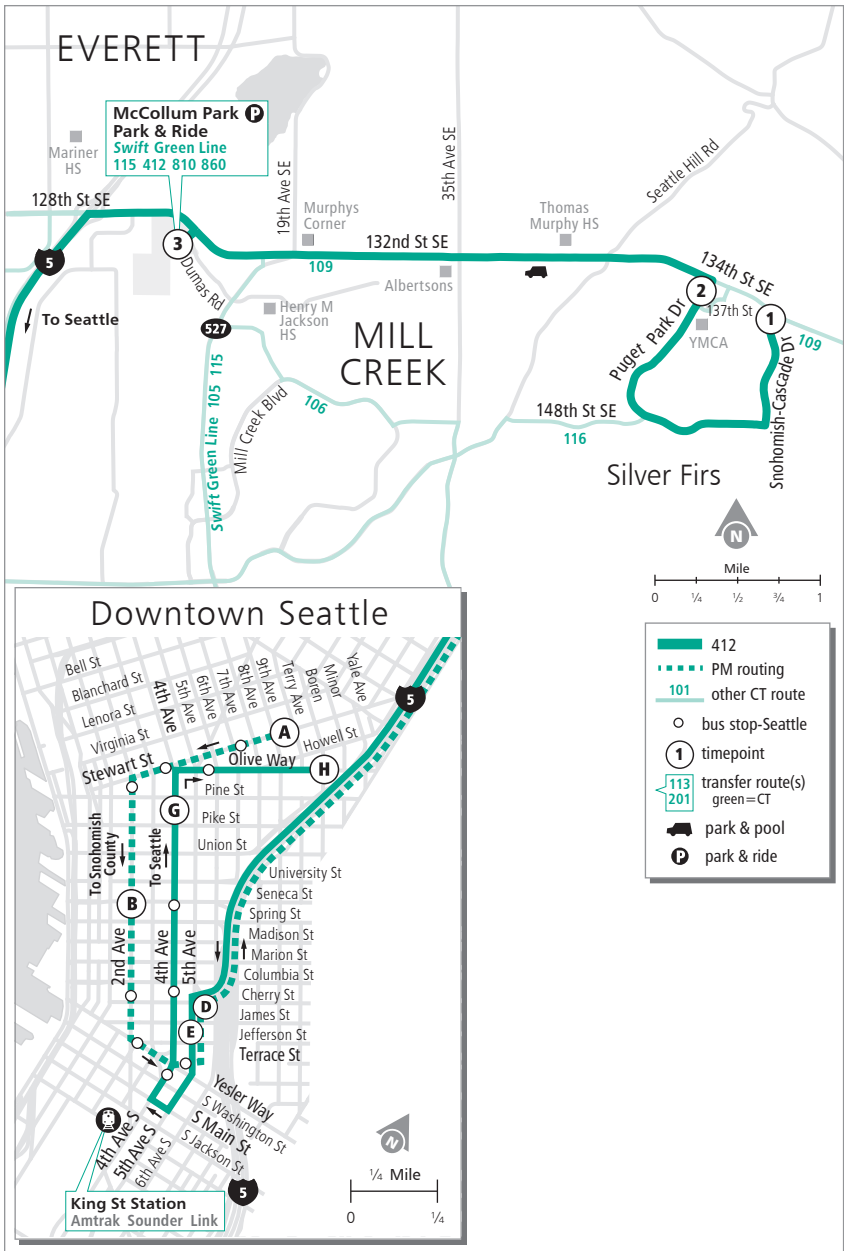 EVERETT
McCollum Park P
Park & Ride
Swift Green Line
115 412 810 860
Mariner
HS
128th St SE
19th Ave SE
35th Ave SE
Seattle Hill Rd
Murphys
Corner
132nd St SE
Thomas
Murphy HS
3
5
109
Albertsons
134th St SE
Dumas Rd
2
137th St
1
To Seattle
527
Henry M
Jackson
HS
MILL
CREEK
Puget Park Dr
YMCA
109
Swift Green Line 105 115
Mill Creek Blvd
106
148th St SE
116
Snohomish-Cascade Dr
Silver Firs
N
Mile
0 ¼ ½ ¾ 1
412
PM routing
101
other CT route
bus stop-Seattle
1
timepoint
113
201
transfer route(s)
green=CT
park & pool
P
park & ride
Downtown Seattle
Bell St
Blanchard St
Lenora St
Virginia St
Stewart St
4th Ave
5th Ave
6th Ave
7th Ave
8th Ave
9th Ave
Terry Ave
Boren
Minor
Yale Ave
5
A
Howell St
Olive Way
H
Pine St
G
Pike St
Union St
To Snohomish
County
To Seattle
B
2nd Ave
4th Ave
5th Ave
University St
Seneca St
Spring St
Madison St
Marion St
Columbia St
Cherry St
D
James St
E
Jefferson St
Terrace St
Yesler Way
S Washington St
S Main St
S Jackson St
4th Ave S
5th Ave S
6th Ave S
5
King St Station
Amtrak Sounder Link
N
¼ Mile
0 ¼